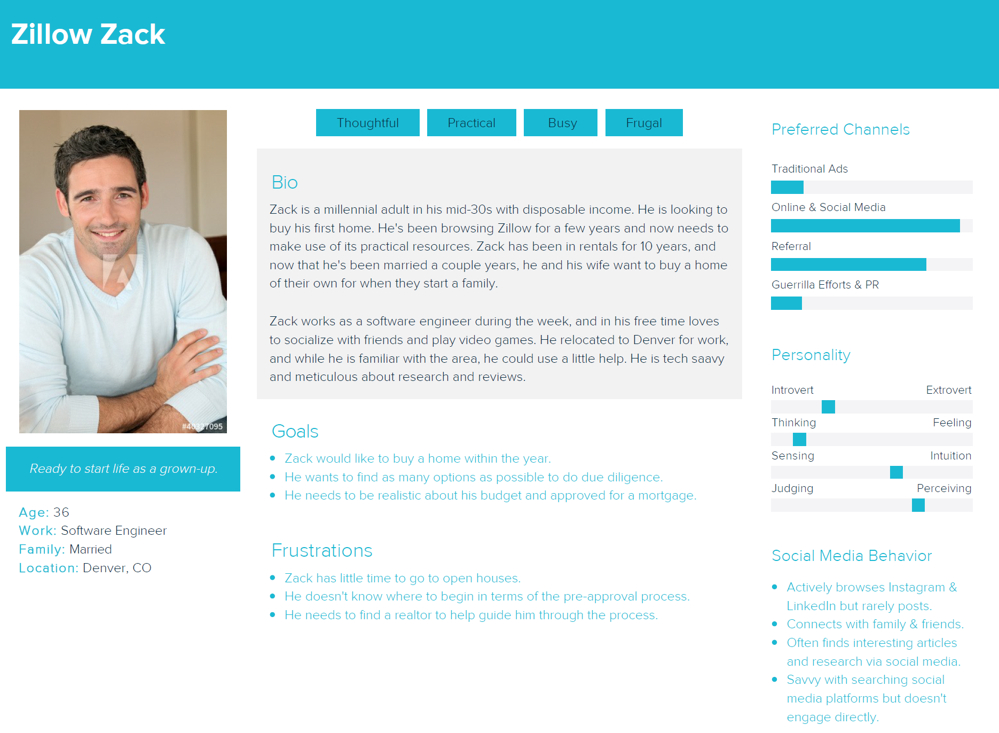 Zillow Zack
#40327095
Ready to start life as a grown-up.
Age: 36
Work: Software Engineer
Family: Married
Location: Denver, CO
Thoughtful
Practical
Busy
Frugal
Bio
Zack is a millennial adult in his mid-30s with disposable income. He is looking to
buy his first home. He's been browsing Zillow for a few years and now needs to
make use of its practical resources. Zack has been in rentals for 10 years, and
now that he's been married a couple years, he and his wife want to buy a home
of their own for when they start a family.
Zack works as a software engineer during the week, and in his free time loves
to socialize with friends and play video games. He relocated to Denver for work,
and while he is familiar with the area, he could use a little help. He is tech saavy
and meticulous about research and reviews.
Goals
Zack would like to buy a home within the year.
He wants to find as many options as possible to do due diligence.
He needs to be realistic about his budget and approved for a mortgage.
Frustrations
Zack has little time to go to open houses.
He doesn't know where to begin in terms of the pre-approval process.
He needs to find a realtor to help guide him through the process.
Preferred Channels
Traditional Ads
Online & Social Media
Referral
Guerrilla Efforts & PR
Personality
Introvert Extrovert
Thinking Feeling
Sensing Intuition
Judging Perceiving
Social Media Behavior
Actively browses Instagram &
LinkedIn but rarely posts.
Connects with family & friends.
Often finds interesting articles
and research via social media.
Savvy with searching social
media platforms but doesn't
engage directly.